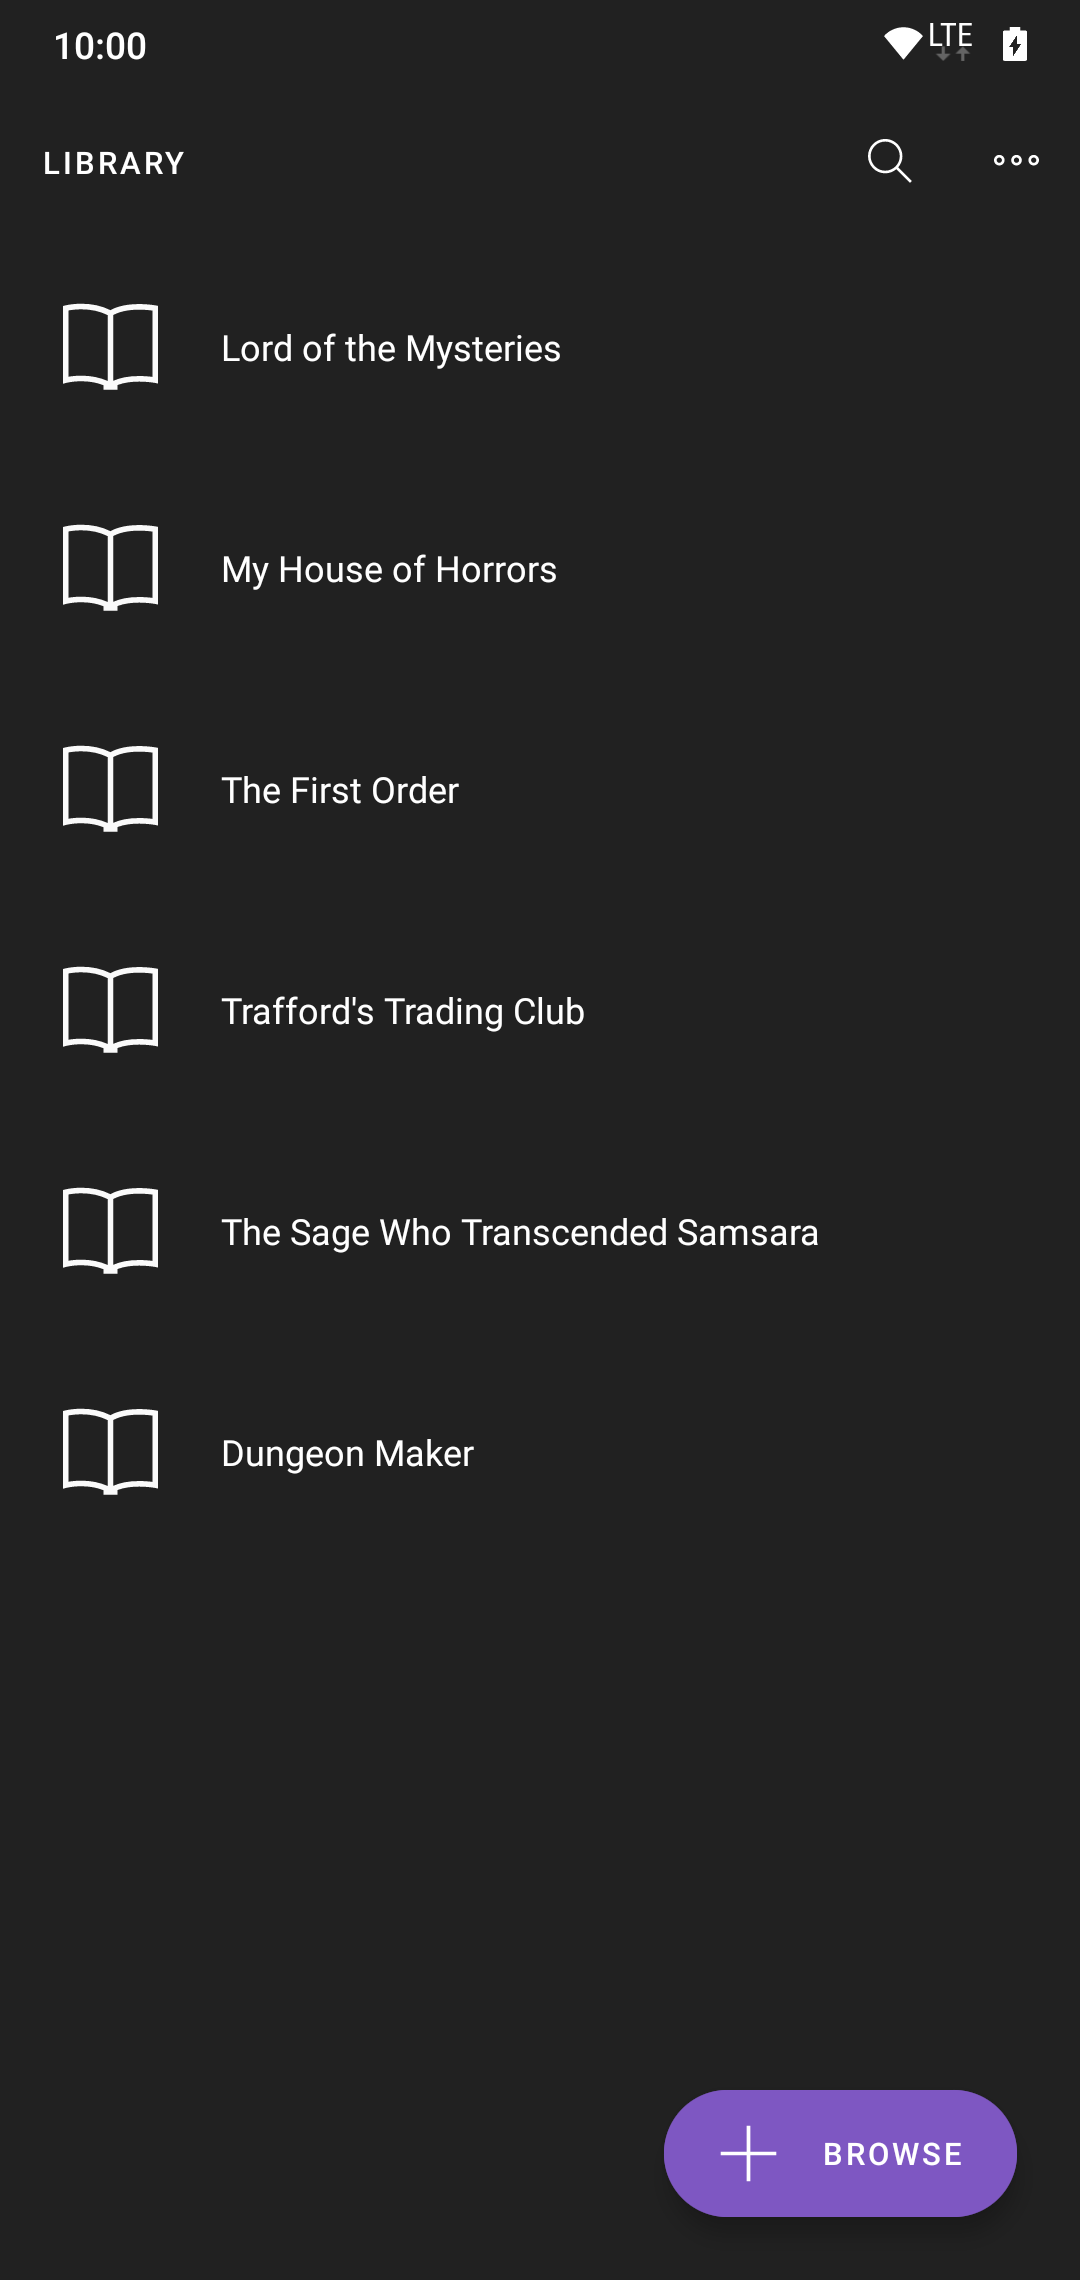 10:00
LTE
LIBRARY
Lord of the Mysteries
My House of Horrors
The First Order
Trafford's Trading Club
The Sage Who Transcended Samsara
Dungeon Maker
BROWSE